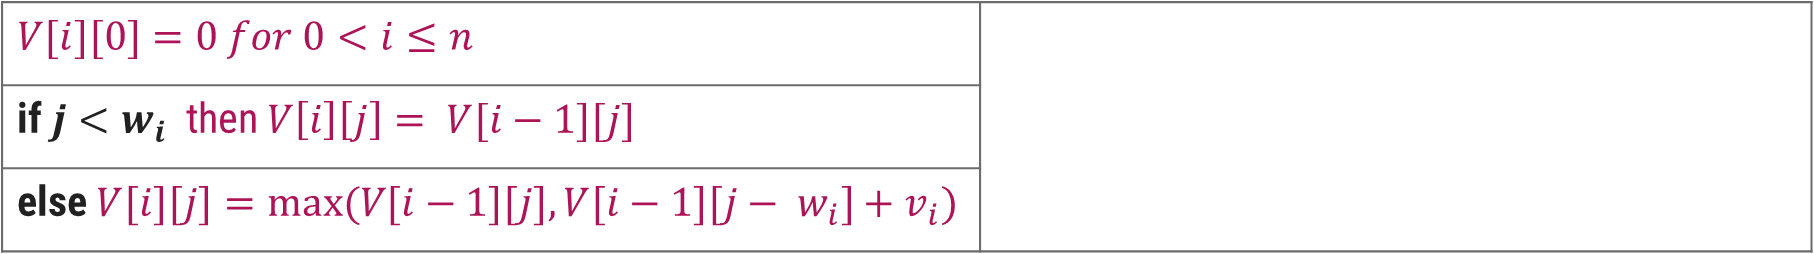 V[i][0] = 0 for 0 < i ≤ n
if j < wᵢ then V[i][j] = V[i − 1][j]
else V[i][j] = max(V[i − 1][j], V[i − 1][j − wᵢ] + vᵢ)